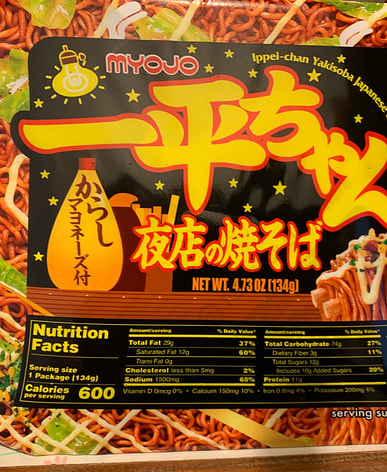 MYOJO
Ippei-chan Yakisoba Japanese
一平ちゃん
からし
マヨネーズ付
夜店の焼そば
NET WT. 4.73 OZ (134g)
Nutrition
Facts
Serving size
1 Package (134g)
Calories
per serving 600
Amount/serving % Daily Value*
Total Fat 29g 37%
Saturated Fat 12g 60%
Trans Fat 0g
Cholesterol less than 5mg 2%
Sodium 1500mg 65%
Amount/serving % Daily Value*
Total Carbohydrate 74g 27%
Dietary Fiber 3g 11%
Total Sugars 12g
Includes 10g Added Sugars 20%
Protein 11g
Vitamin D 0mcg 0% • Calcium 150mg 10% • Iron 0.8mg 4% • Potassium 200mg 4%
serving su